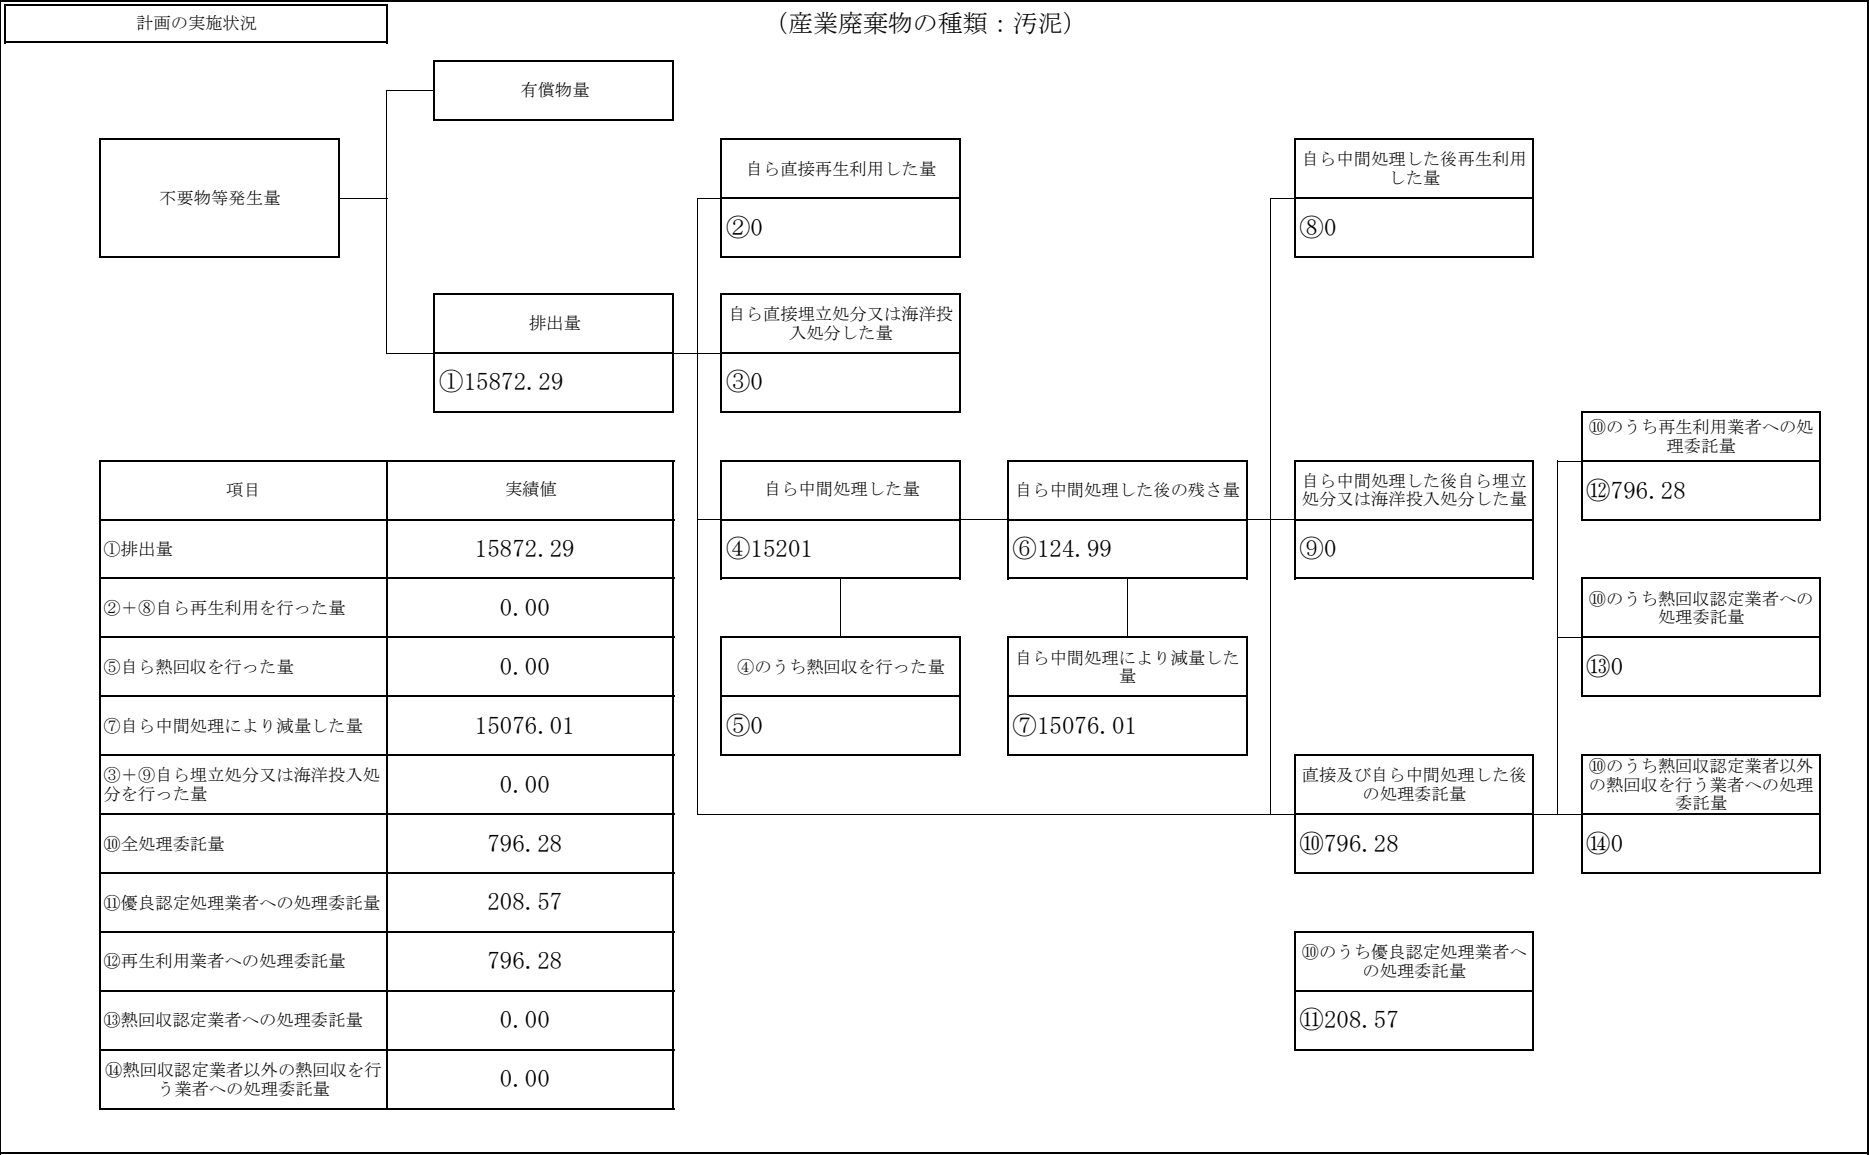 計画の実施状況
（産業廃棄物の種類：汚泥）
有償物量
不要物等発生量
自ら直接再生利用した量
②0
自ら中間処理した後再生利用
した量
⑧0
排出量
①15872.29
自ら直接埋立処分又は海洋投
入処分した量
③0
⑩のうち再生利用業者への処
理委託量
⑫796.28
自ら中間処理した量
④15201
自ら中間処理した後の残さ量
⑥124.99
自ら中間処理した後自ら埋立
処分又は海洋投入処分した量
⑨0
⑩のうち熱回収認定業者への
処理委託量
⑬0
④のうち熱回収を行った量
⑤0
自ら中間処理により減量した
量
⑦15076.01
直接及び自ら中間処理した後
の処理委託量
⑩796.28
⑩のうち熱回収認定業者以外
の熱回収を行う業者への処理
委託量
⑭0
⑩のうち優良認定処理業者へ
の処理委託量
⑪208.57
項目 実績値
①排出量 15872.29
②＋⑧自ら再生利用を行った量 0.00
⑤自ら熱回収を行った量 0.00
⑦自ら中間処理により減量した量 15076.01
③＋⑨自ら埋立処分又は海洋投入処
分を行った量 0.00
⑩全処理委託量 796.28
⑪優良認定処理業者への処理委託量 208.57
⑫再生利用業者への処理委託量 796.28
⑬熱回収認定業者への処理委託量 0.00
⑭熱回収認定業者以外の熱回収を行
う業者への処理委託量 0.00